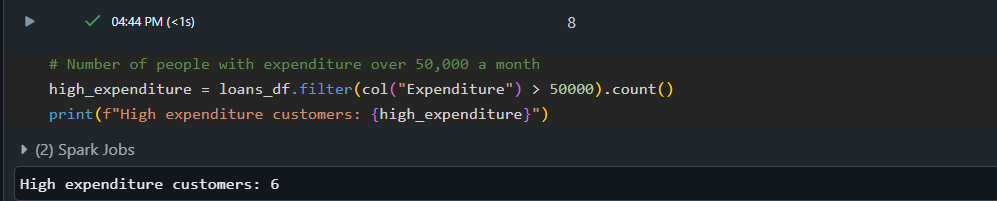 04:44 PM (<1s)
8
# Number of people with expenditure over 50,000 a month
high_expenditure = loans_df.filter(col("Expenditure") > 50000).count()
print(f"High expenditure customers: {high_expenditure}")
(2) Spark Jobs
High expenditure customers: 6